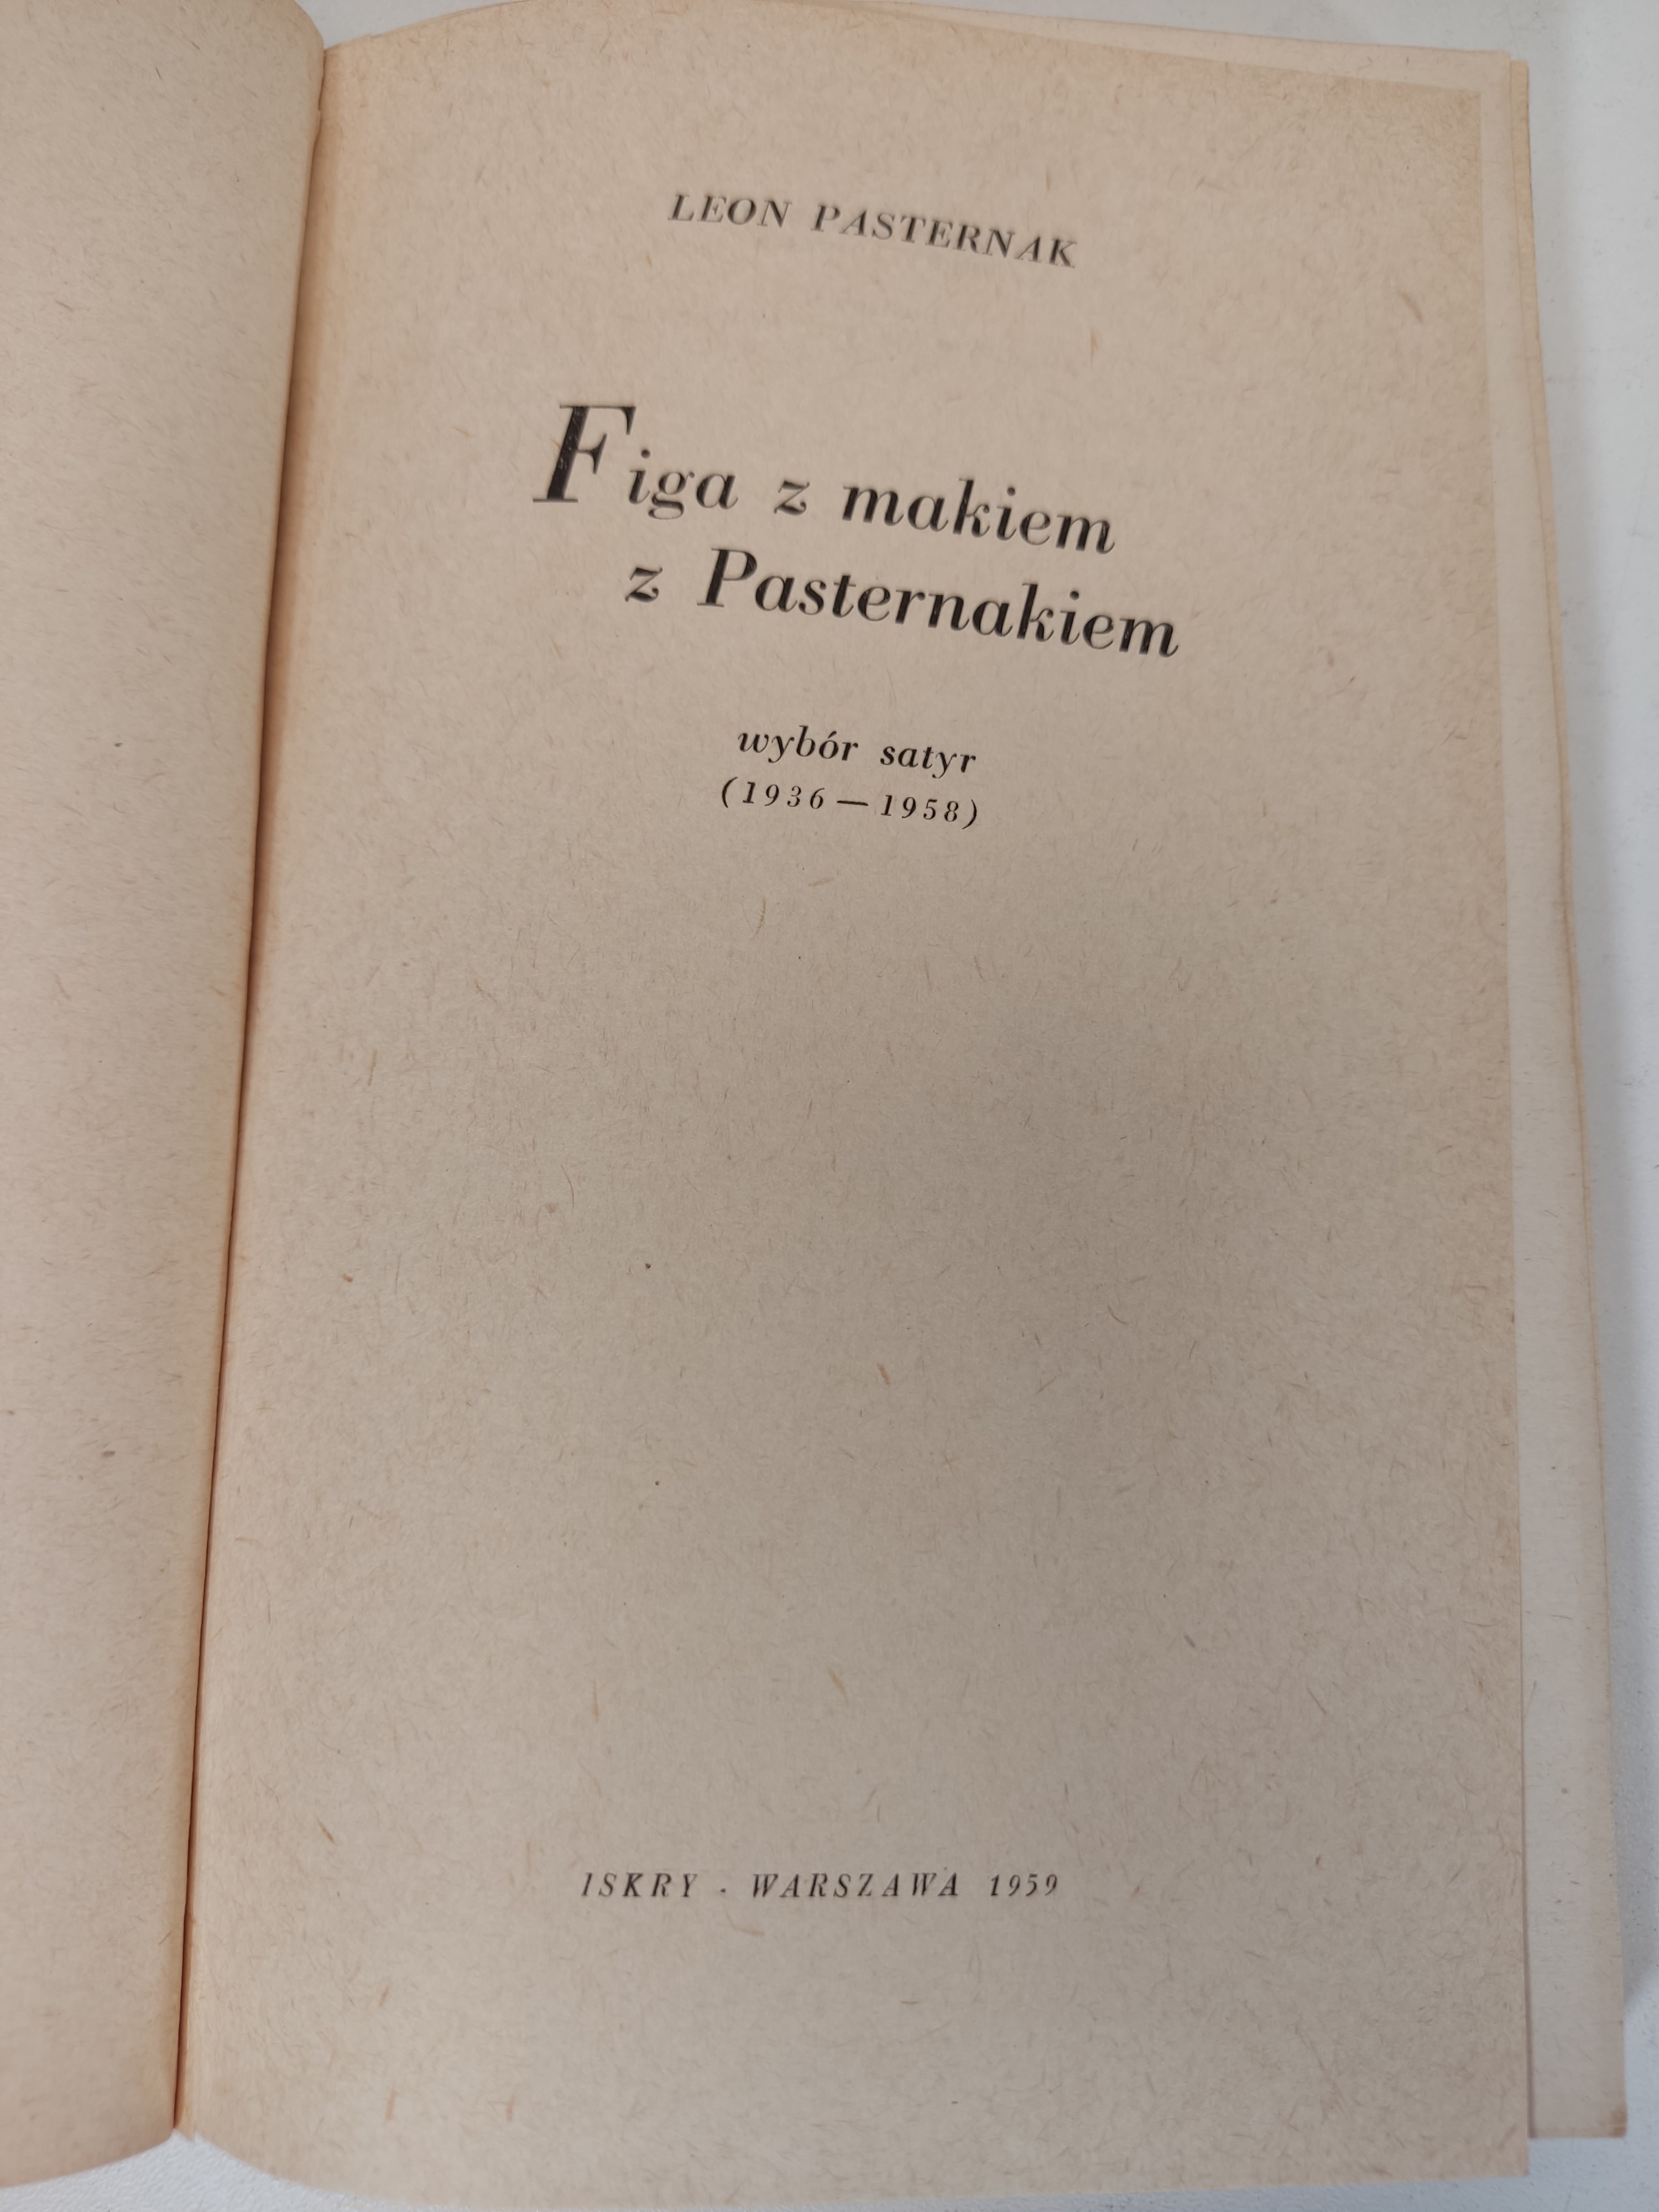 LEON PASTERNAK
Figa z makiem
z Pasternakiem
wybór satyr
(1936 — 1958)
ISKRY · WARSZAWA 1959